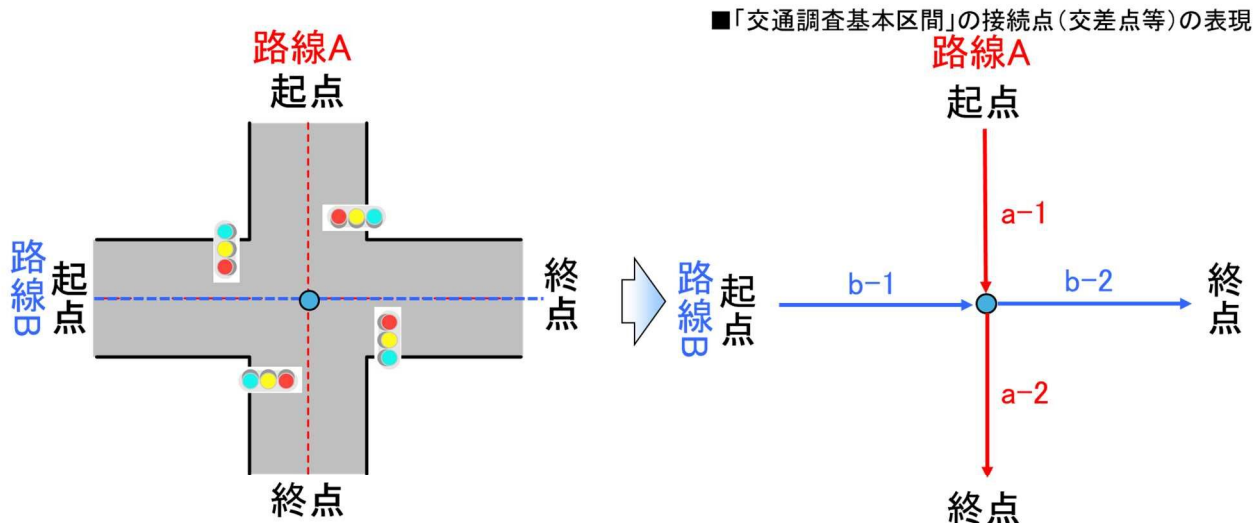 ■「交通調査基本区間」の接続点(交差点等)の表現
路線A
起点
路線B
起点
終点
終点
路線A
起点
a-1
路線B
起点
b-1
b-2
終点
a-2
終点